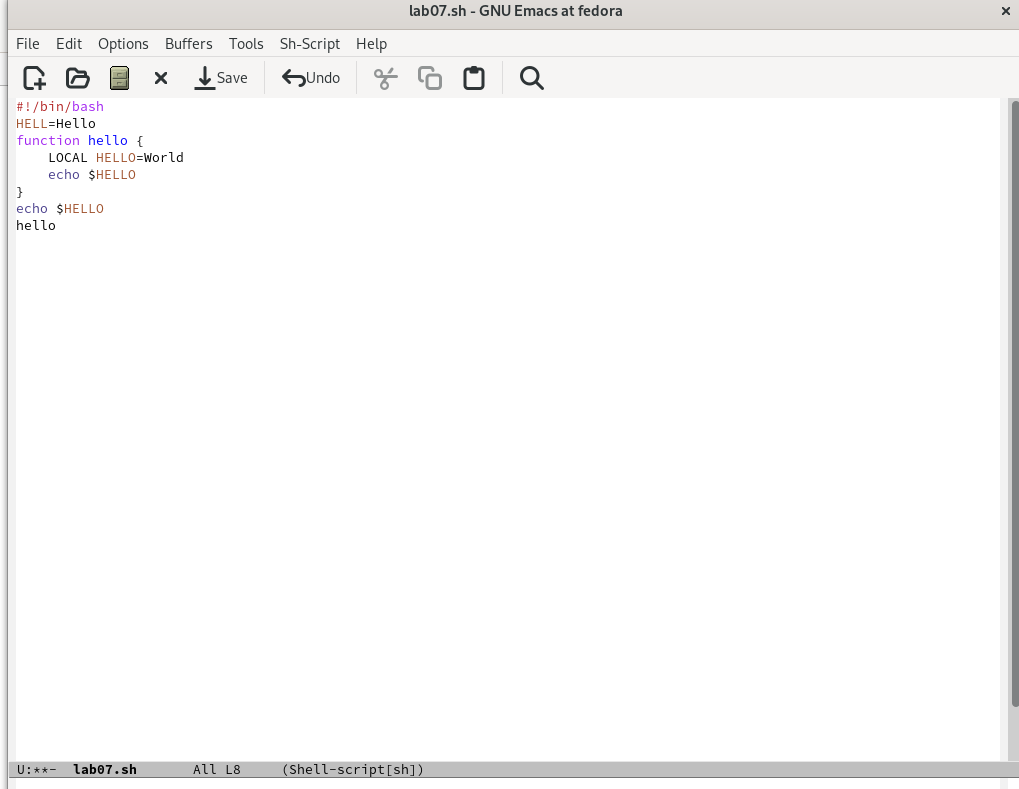 lab07.sh - GNU Emacs at fedora ×
File Edit Options Buffers Tools Sh-Script Help
Save Undo
#!/bin/bash
HELL=Hello
function hello {
    LOCAL HELLO=World
    echo $HELLO
}
echo $HELLO
hello
U:**-  lab07.sh       All L8     (Shell-script[sh])